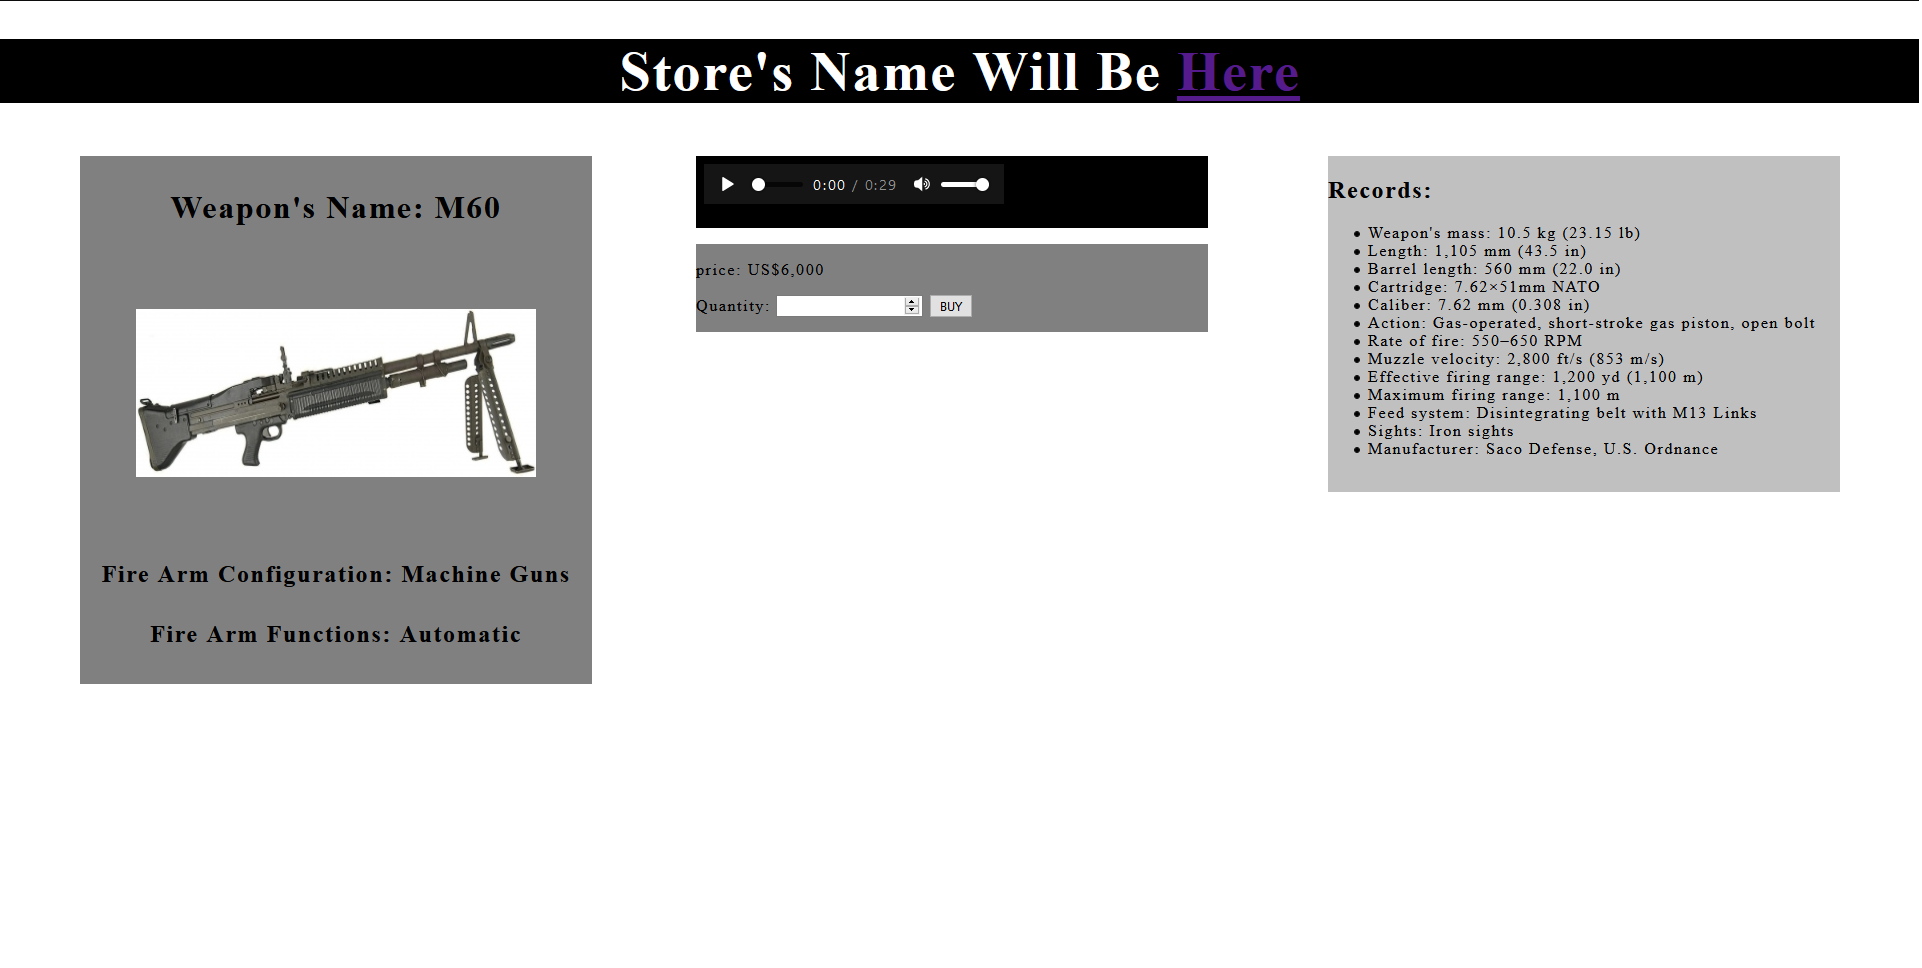 Store's Name Will Be Here
Weapon's Name: M60
Fire Arm Configuration: Machine Guns
Fire Arm Functions: Automatic
0:00 / 0:29
price: US$6,000
Quantity: BUY
Records:
Weapon's mass: 10.5 kg (23.15 lb)
Length: 1,105 mm (43.5 in)
Barrel length: 560 mm (22.0 in)
Cartridge: 7.62×51mm NATO
Caliber: 7.62 mm (0.308 in)
Action: Gas-operated, short-stroke gas piston, open bolt
Rate of fire: 550–650 RPM
Muzzle velocity: 2,800 ft/s (853 m/s)
Effective firing range: 1,200 yd (1,100 m)
Maximum firing range: 1,100 m
Feed system: Disintegrating belt with M13 Links
Sights: Iron sights
Manufacturer: Saco Defense, U.S. Ordnance